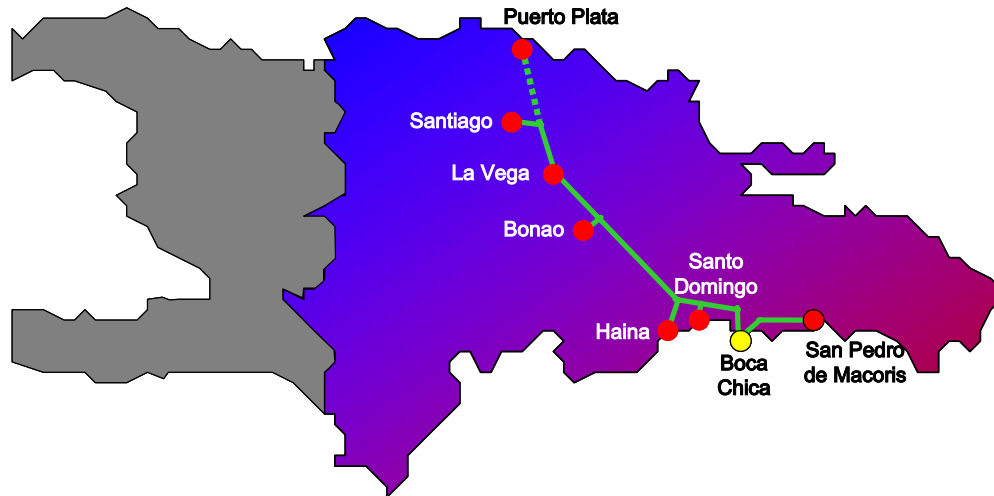 Puerto Plata
Santiago
La Vega
Bonao
Santo
Domingo
Haina
Boca
Chica
San Pedro
de Macoris